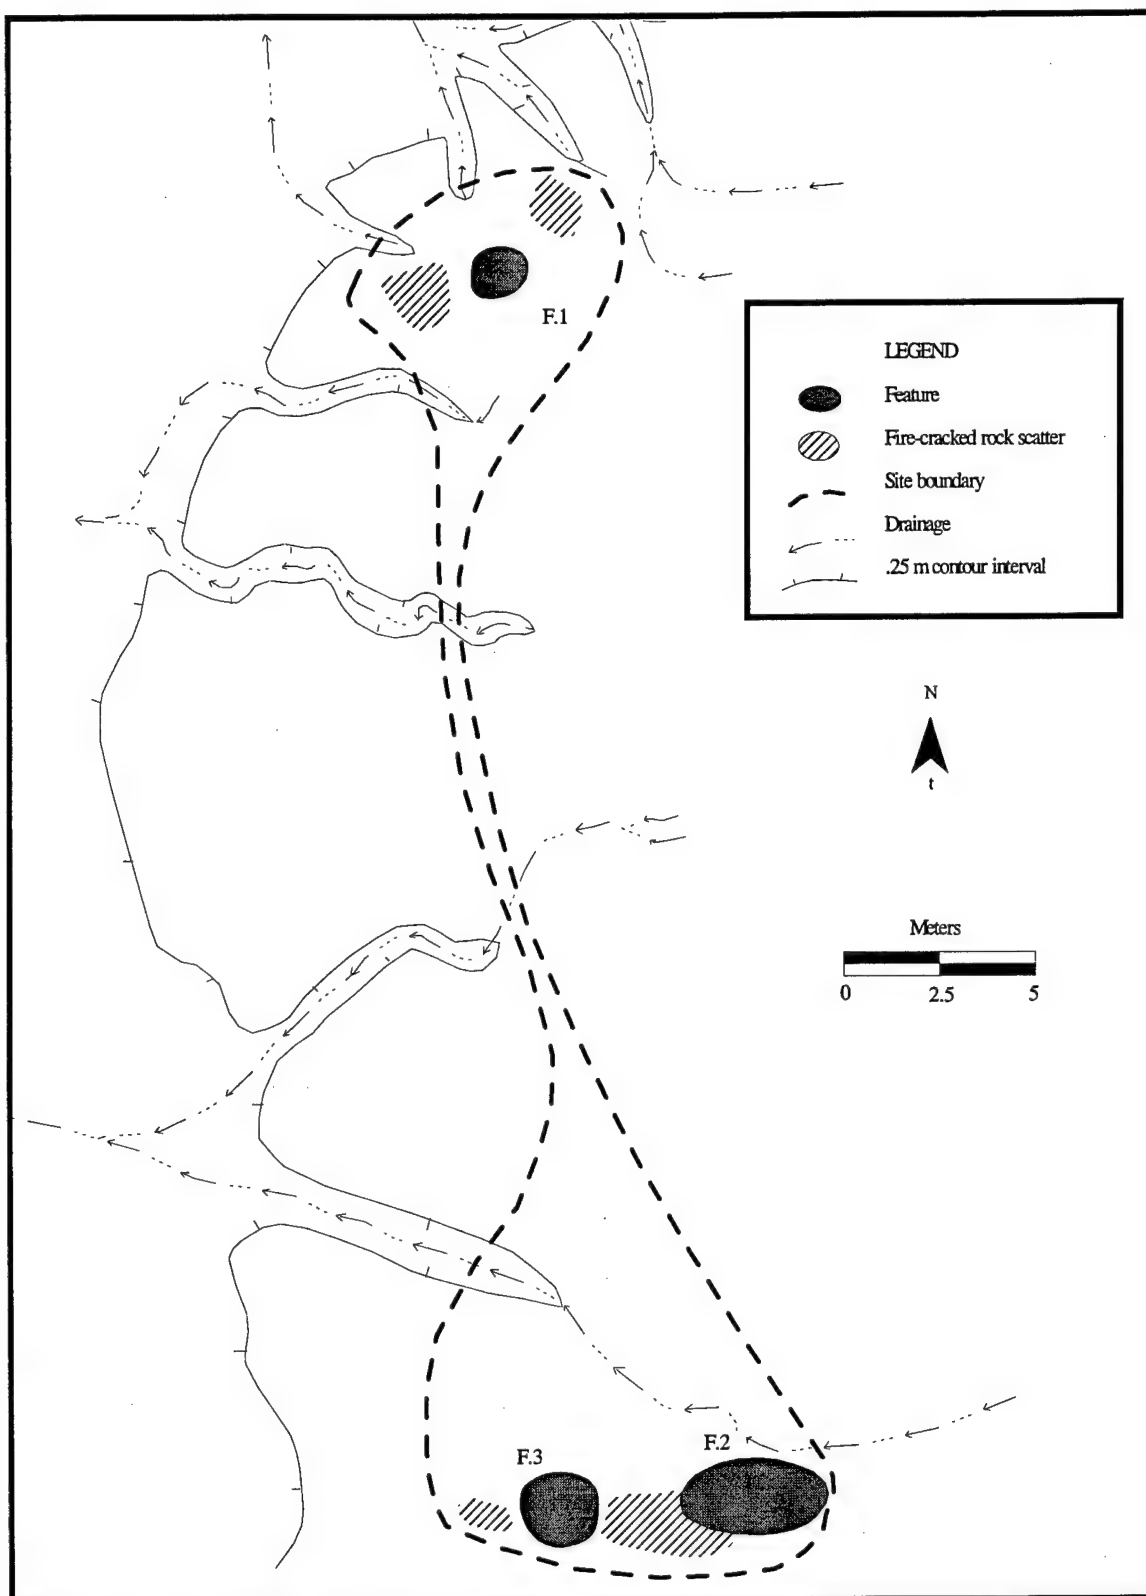 F.1
LEGEND
Feature
Fire-cracked rock scatter
Site boundary
Drainage
.25 m contour interval
N
t
Meters
0 2.5 5
F.2
F.3